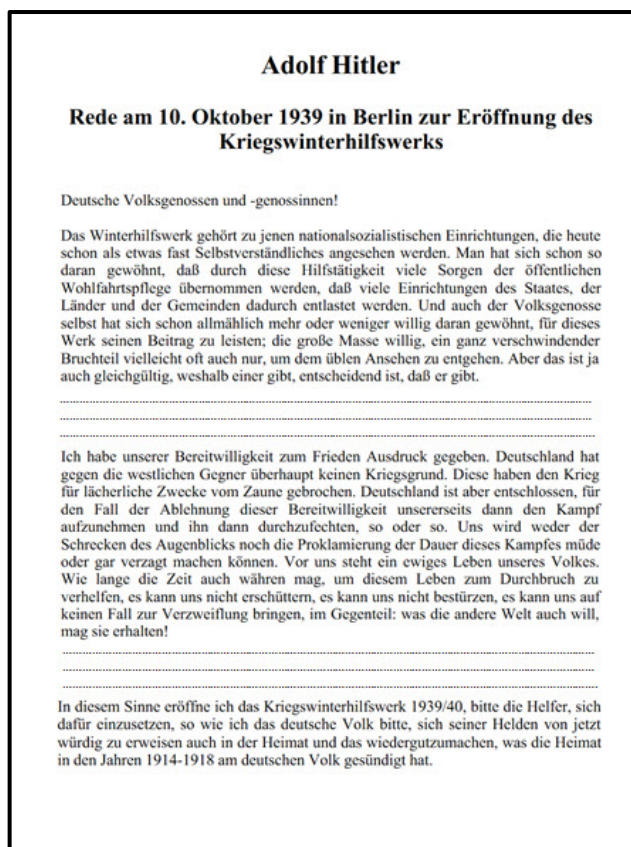 Adolf Hitler
Rede am 10. Oktober 1939 in Berlin zur Eröffnung des
Kriegswinterhilfswerks
Deutsche Volksgenossen und -genossinnen!
Das Winterhilfswerk gehört zu jenen nationalsozialistischen Einrichtungen, die heute
schon als etwas fast Selbstverständliches angesehen werden. Man hat sich schon so
daran gewöhnt, daß durch diese Hilfstätigkeit viele Sorgen der öffentlichen
Wohlfahrtspflege übernommen werden, daß viele Einrichtungen des Staates, der
Länder und der Gemeinden dadurch entlastet werden. Und auch der Volksgenosse
selbst hat sich schon allmählich mehr oder weniger willig daran gewöhnt, für dieses
Werk seinen Beitrag zu leisten; die große Masse willig, ein ganz verschwindender
Bruchteil vielleicht oft auch nur, um dem üblen Ansehen zu entgehen. Aber das ist ja
auch gleichgültig, weshalb einer gibt, entscheidend ist, daß er gibt.
Ich habe unserer Bereitwilligkeit zum Frieden Ausdruck gegeben. Deutschland hat
gegen die westlichen Gegner überhaupt keinen Kriegsgrund. Diese haben den Krieg
für lächerliche Zwecke vom Zaune gebrochen. Deutschland ist aber entschlossen, für
den Fall der Ablehnung dieser Bereitwilligkeit unsererseits dann den Kampf
aufzunehmen und ihn dann durchzufechten, so oder so. Uns wird weder der
Schrecken des Augenblicks noch die Proklamierung der Dauer dieses Kampfes müde
oder gar verzagt machen können. Vor uns steht ein ewiges Leben unseres Volkes.
Wie lange die Zeit auch währen mag, um diesem Leben zum Durchbruch zu
verhelfen, es kann uns nicht erschüttern, es kann uns nicht bestürzen, es kann uns auf
keinen Fall zur Verzweiflung bringen, im Gegenteil: was die andere Welt auch will,
mag sie erhalten!
In diesem Sinne eröffne ich das Kriegswinterhilfswerk 1939/40, bitte die Helfer, sich
dafür einzusetzen, so wie ich das deutsche Volk bitte, sich seiner Helden von jetzt
würdig zu erweisen auch in der Heimat und das wiedergutzumachen, was die Heimat
in den Jahren 1914-1918 am deutschen Volk gesündigt hat.